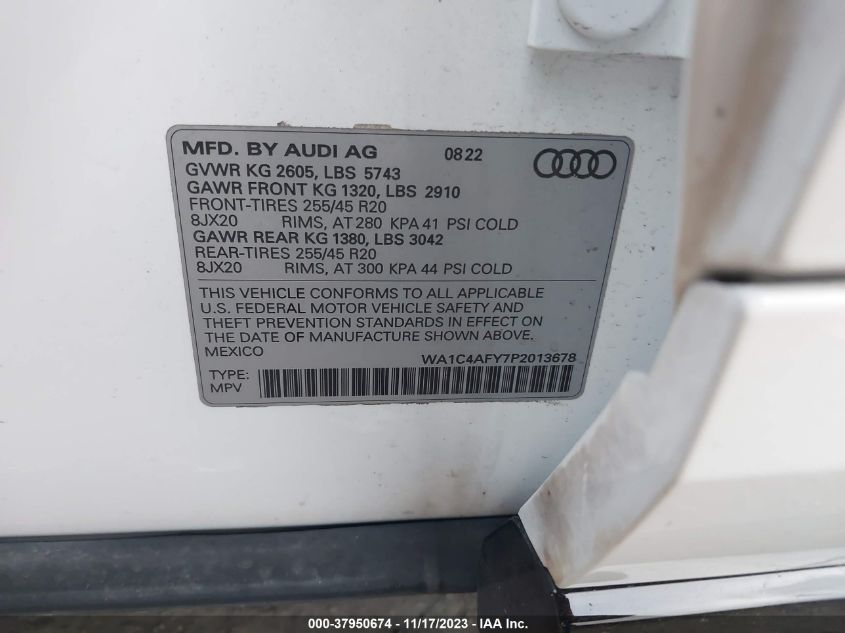 MFD. BY AUDI AG 0822
GVWR KG 2605, LBS 5743
GAWR FRONT KG 1320, LBS 2910
FRONT-TIRES 255/45 R20
8JX20 RIMS, AT 280 KPA 41 PSI COLD
GAWR REAR KG 1380, LBS 3042
REAR-TIRES 255/45 R20
8JX20 RIMS, AT 300 KPA 44 PSI COLD
THIS VEHICLE CONFORMS TO ALL APPLICABLE
U.S. FEDERAL MOTOR VEHICLE SAFETY AND
THEFT PREVENTION STANDARDS IN EFFECT ON
THE DATE OF MANUFACTURE SHOWN ABOVE.
MEXICO WA1C4AFY7P2013678
TYPE:
MPV
000-37950674 — 11/17/2023 — IAA Inc.